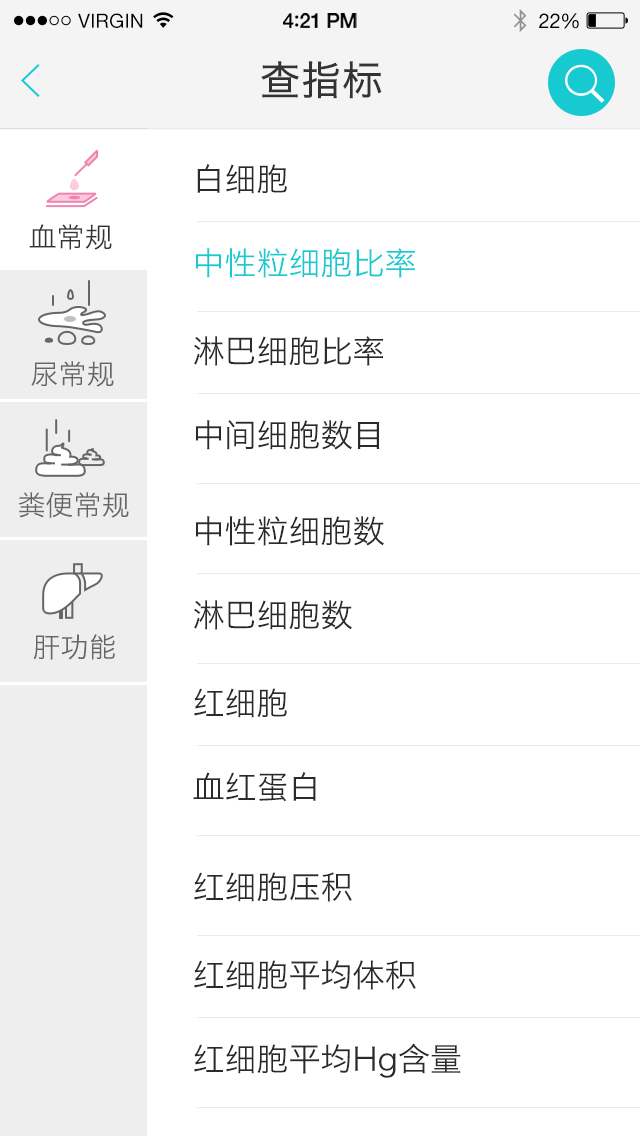 VIRGIN
4:21 PM
22%
查指标
血常规
尿常规
粪便常规
肝功能
白细胞
中性粒细胞比率
淋巴细胞比率
中间细胞数目
中性粒细胞数
淋巴细胞数
红细胞
血红蛋白
红细胞压积
红细胞平均体积
红细胞平均Hg含量